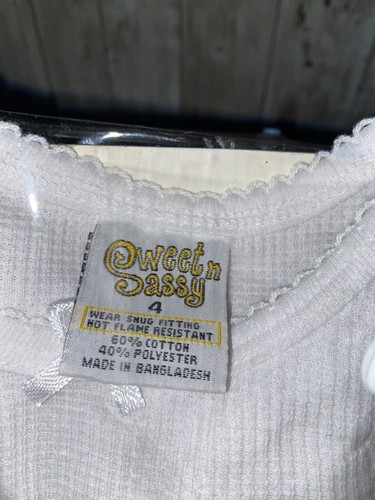 Sweet n
Sassy
4
WEAR SNUG FITTING
NOT FLAME RESISTANT
60% COTTON
40% POLYESTER
MADE IN BANGLADESH